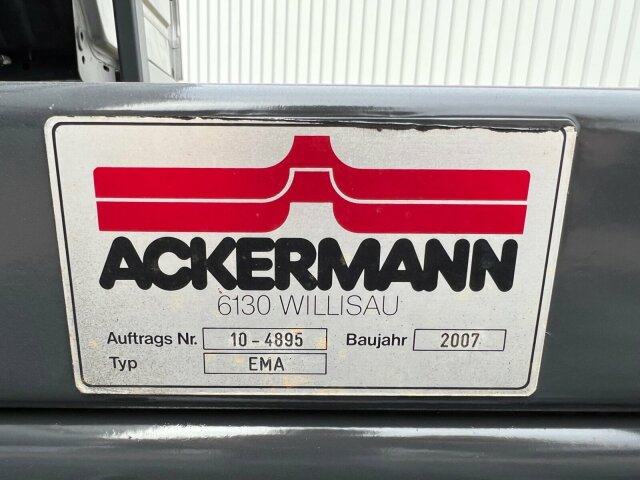 ACKERMANN
6130 WILLISAU
Auftrags Nr. 10-4895 Baujahr 2007
Typ EMA